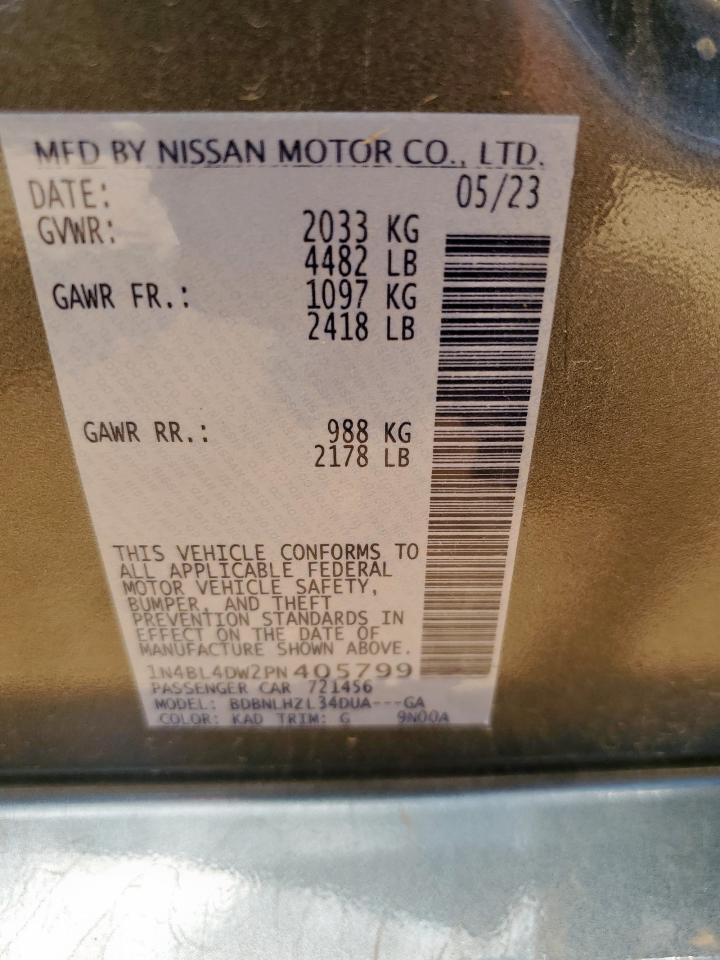 MFD BY NISSAN MOTOR CO., LTD.
DATE: 05/23
GVWR: 2033 KG
4482 LB
GAWR FR.: 1097 KG
2418 LB
GAWR RR.: 988 KG
2178 LB
THIS VEHICLE CONFORMS TO
ALL APPLICABLE FEDERAL
MOTOR VEHICLE SAFETY,
BUMPER, AND THEFT
PREVENTION STANDARDS IN
EFFECT ON THE DATE OF
MANUFACTURE SHOWN ABOVE.
1N4BL4DW2PN405799
PASSENGER CAR 721456
MODEL: BDBNLHZL34DUA---GA
COLOR: KAD TRIM: G 9N00A